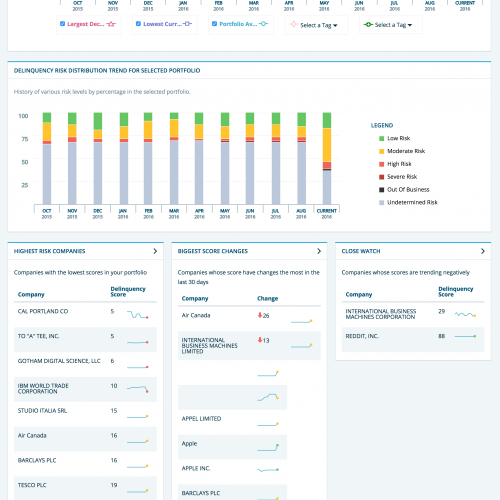 OCT NOV DEC JAN FEB MAR APR MAY JUN JUL AUG CURRENT
2015 2015 2015 2016 2016 2016 2016 2016 2016 2016 2016 2016
Largest Dec... Lowest Curr... Portfolio Av... Select a Tag Select a Tag
DELINQUENCY RISK DISTRIBUTION TREND FOR SELECTED PORTFOLIO
History of various risk levels by percentage in the selected portfolio.
100
75
50
25
OCT NOV DEC JAN FEB MAR APR MAY JUN JUL AUG CURRENT
2015 2015 2015 2016 2016 2016 2016 2016 2016 2016 2016 2016
LEGEND
Low Risk
Moderate Risk
High Risk
Severe Risk
Out Of Business
Undetermined Risk
HIGHEST RISK COMPANIES
Companies with the lowest scores in your portfolio
Company Delinquency Score
CAL PORTLAND CO 5
TO "A" TEE, INC. 5
GOTHAM DIGITAL SCIENCE, LLC 6
IBM WORLD TRADE CORPORATION 10
STUDIO ITALIA SRL 15
Air Canada 16
BARCLAYS PLC 16
TESCO PLC 19
BIGGEST SCORE CHANGES
Companies whose score have changes the most in the
last 30 days
Company Change
Air Canada 26
INTERNATIONAL BUSINESS MACHINES LIMITED 13
APPEL LIMITED
Apple
APPLE INC.
BARCLAYS PLC
CLOSE WATCH
Companies whose scores are trending negatively
Company Delinquency Score
INTERNATIONAL BUSINESS MACHINES CORPORATION 29
REDDIT, INC. 88